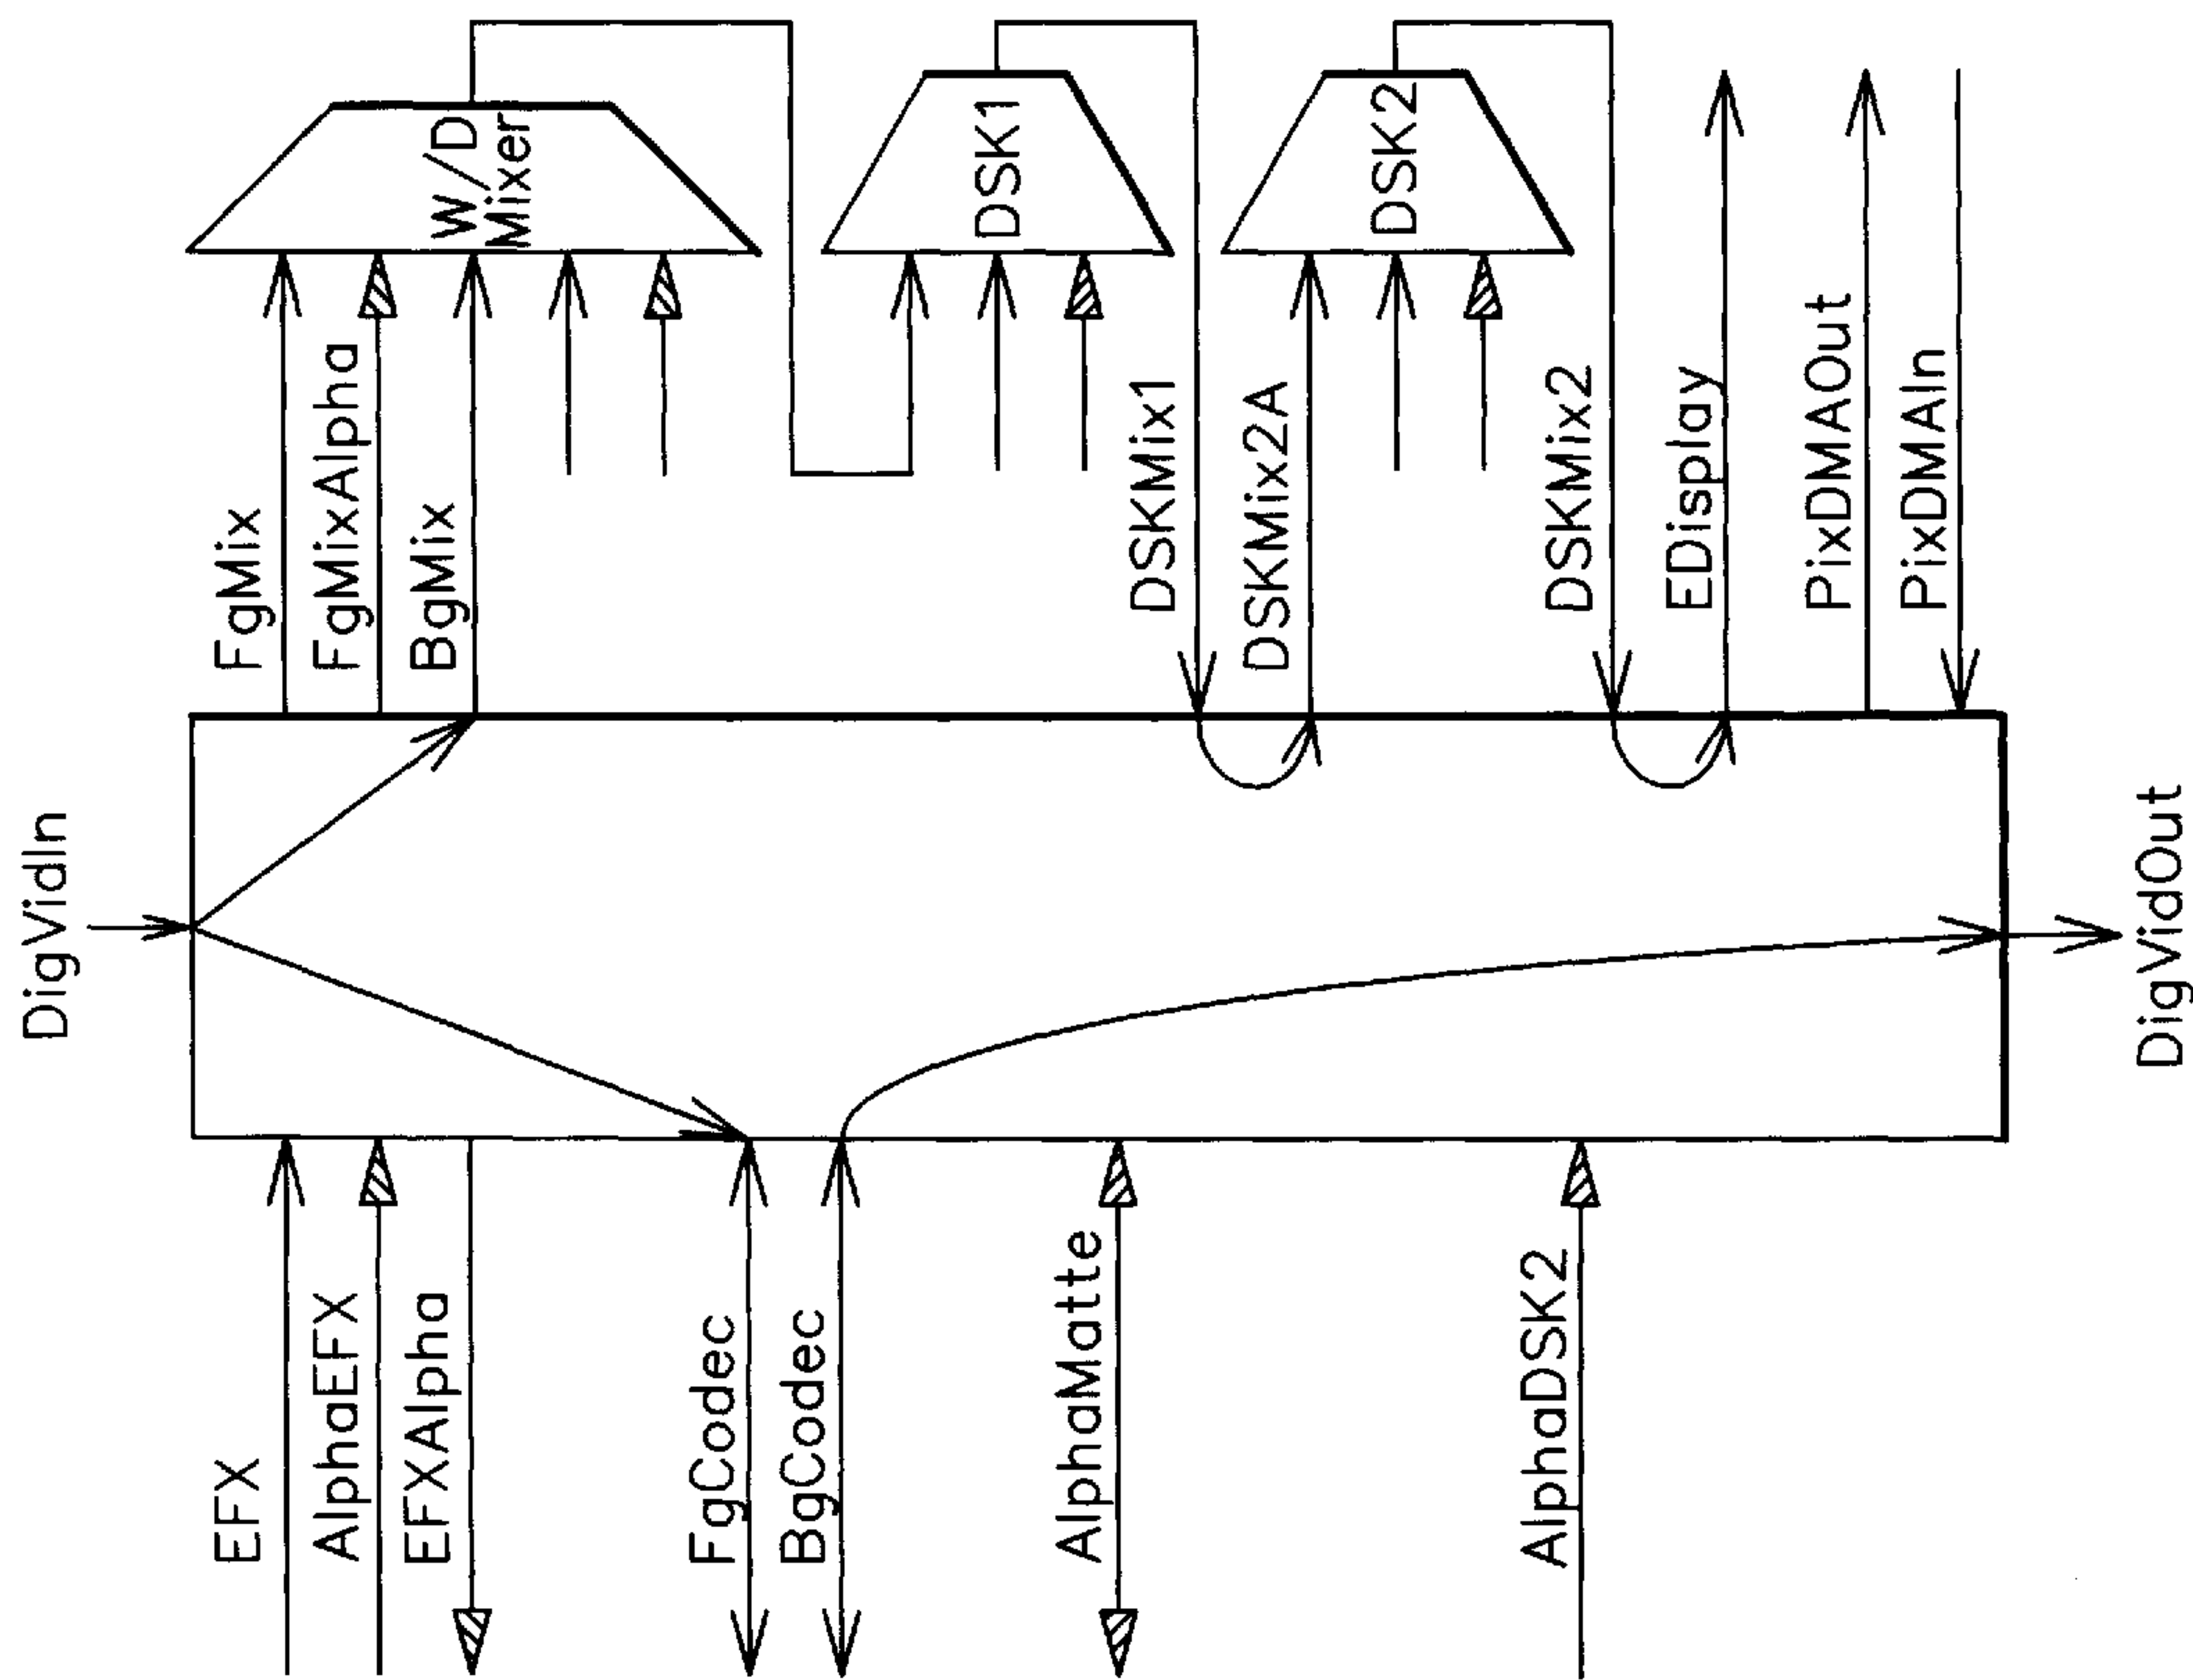 DigVidIn
EFX
AlphaEFX
EFXAlpha
FgCodec
BgCodec
AlphaMatte
AlphaDSK2
FgMix
FgMixAlpha
BgMix
W/D
Mixer
DSK1
DSKMix1
DSKMix2A
DSK2
DSKMix2
EDisplay
PixDMAOut
PixDMAIn
DigVidOut